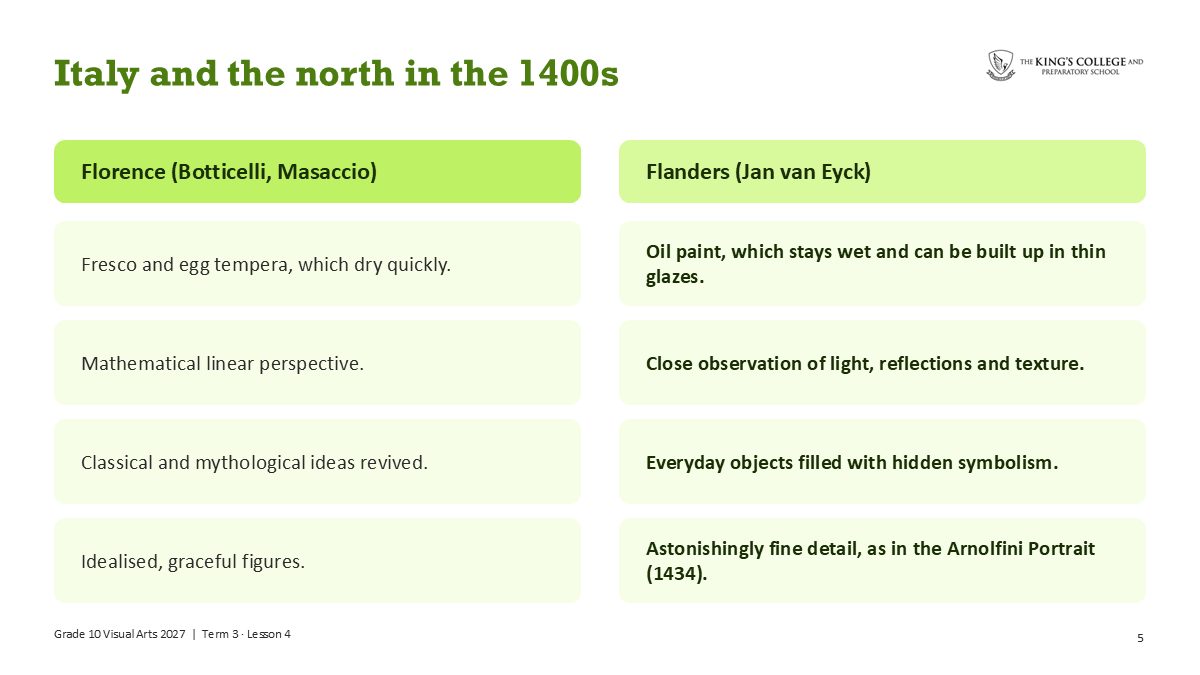 Italy and the north in the 1400s
THE KING'S COLLEGE AND
PREPARATORY SCHOOL
Florence (Botticelli, Masaccio)
Flanders (Jan van Eyck)
Fresco and egg tempera, which dry quickly.
Oil paint, which stays wet and can be built up in thin
glazes.
Mathematical linear perspective.
Close observation of light, reflections and texture.
Classical and mythological ideas revived.
Everyday objects filled with hidden symbolism.
Idealised, graceful figures.
Astonishingly fine detail, as in the Arnolfini Portrait
(1434).
Grade 10 Visual Arts 2027 | Term 3 · Lesson 4
5